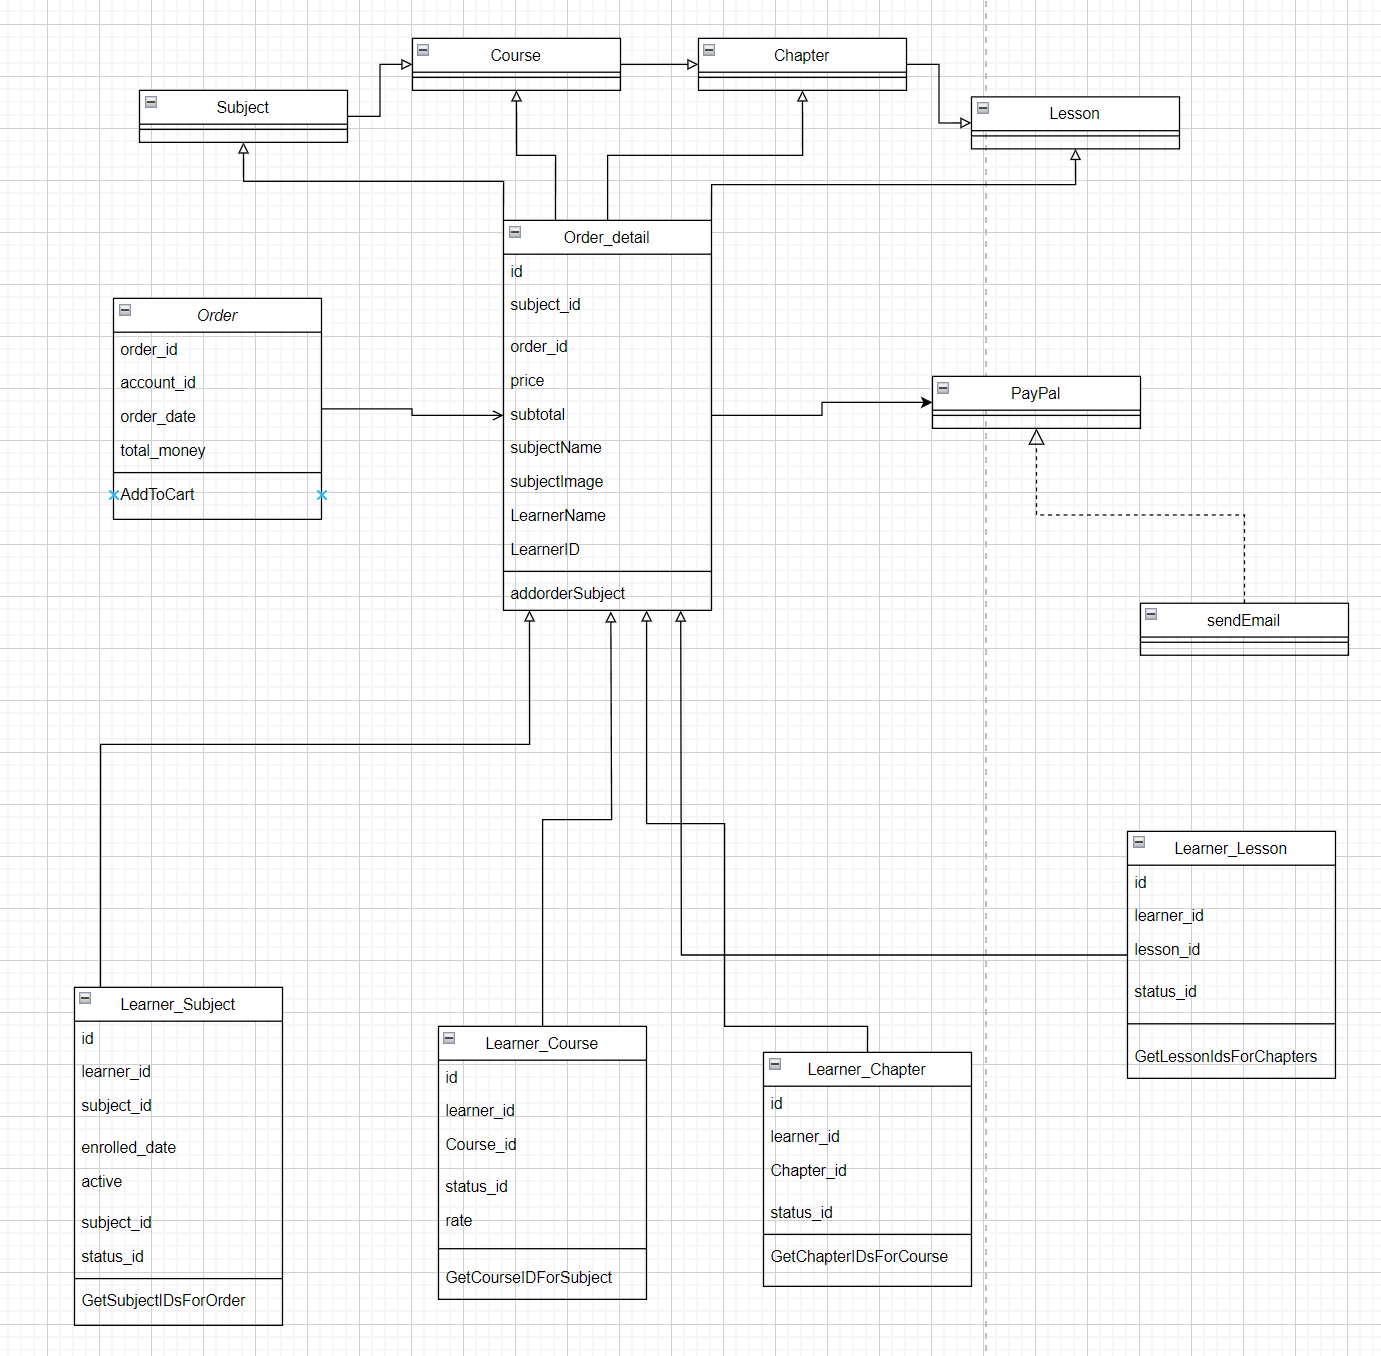 Course
Chapter
Subject
Lesson
Order_detail
id
subject_id
order_id
price
subtotal
subjectName
subjectImage
LearnerName
LearnerID
addorderSubject
Order
order_id
account_id
order_date
total_money
AddToCart
PayPal
sendEmail
Learner_Lesson
id
learner_id
lesson_id
status_id
GetLessonIdsForChapters
Learner_Subject
id
learner_id
subject_id
enrolled_date
active
subject_id
status_id
GetSubjectIDsForOrder
Learner_Course
id
learner_id
Course_id
status_id
rate
GetCourseIDForSubject
Learner_Chapter
id
learner_id
Chapter_id
status_id
GetChapterIDsForCourse